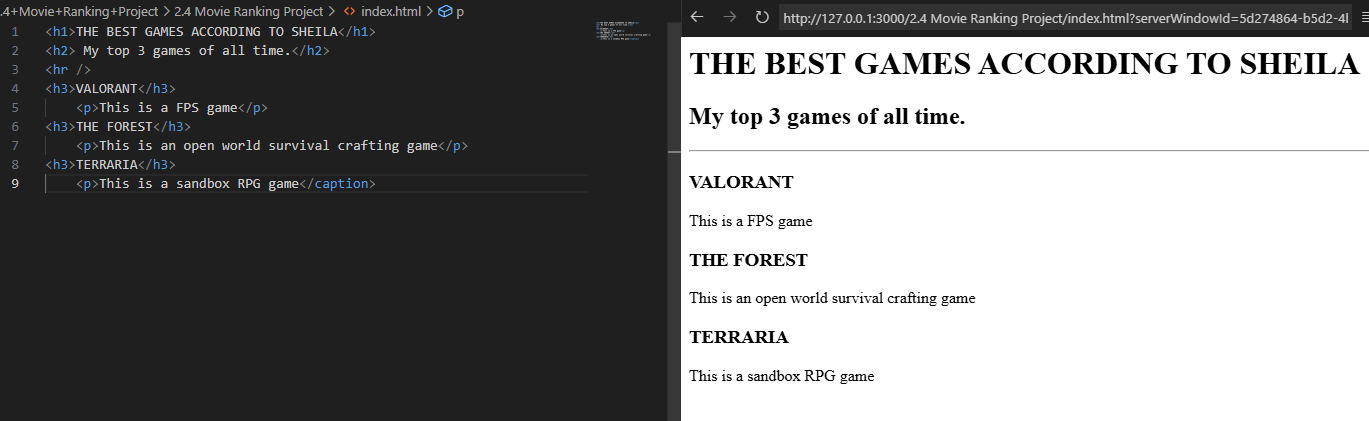 .4+Movie+Ranking+Project > 2.4 Movie Ranking Project > <> index.html > p
1 <h1>THE BEST GAMES ACCORDING TO SHEILA</h1>
2 <h2> My top 3 games of all time.</h2>
3 <hr />
4 <h3>VALORANT</h3>
5 <p>This is a FPS game</p>
6 <h3>THE FOREST</h3>
7 <p>This is an open world survival crafting game</p>
8 <h3>TERRARIA</h3>
9 <p>This is a sandbox RPG game</caption>
http://127.0.0.1:3000/2.4 Movie Ranking Project/index.html?serverWindowId=5d274864-b5d2-4
THE BEST GAMES ACCORDING TO SHEILA
My top 3 games of all time.
VALORANT
This is a FPS game
THE FOREST
This is an open world survival crafting game
TERRARIA
This is a sandbox RPG game